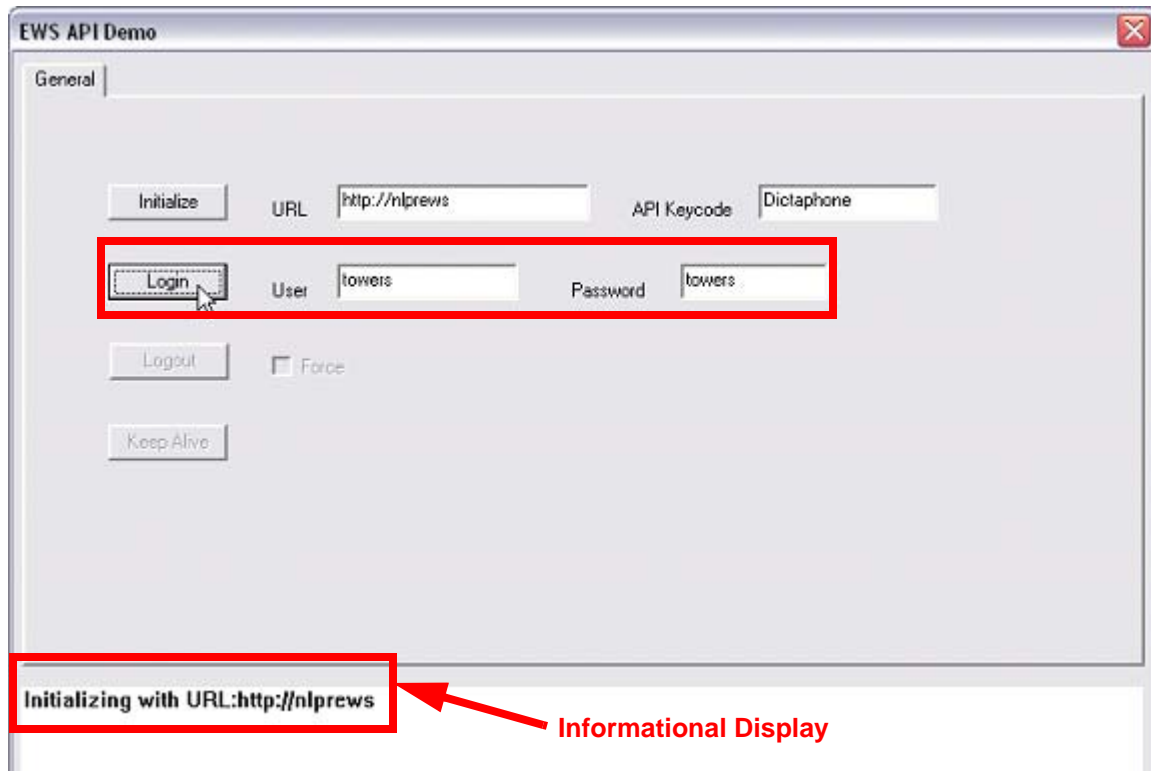 EWS API Demo
General
Initialize URL http://nlprews API Keycode Dictaphone
Login User towers Password towers
Logout Force
Keep Alive
Initializing with URL:http://nlprews
Informational Display